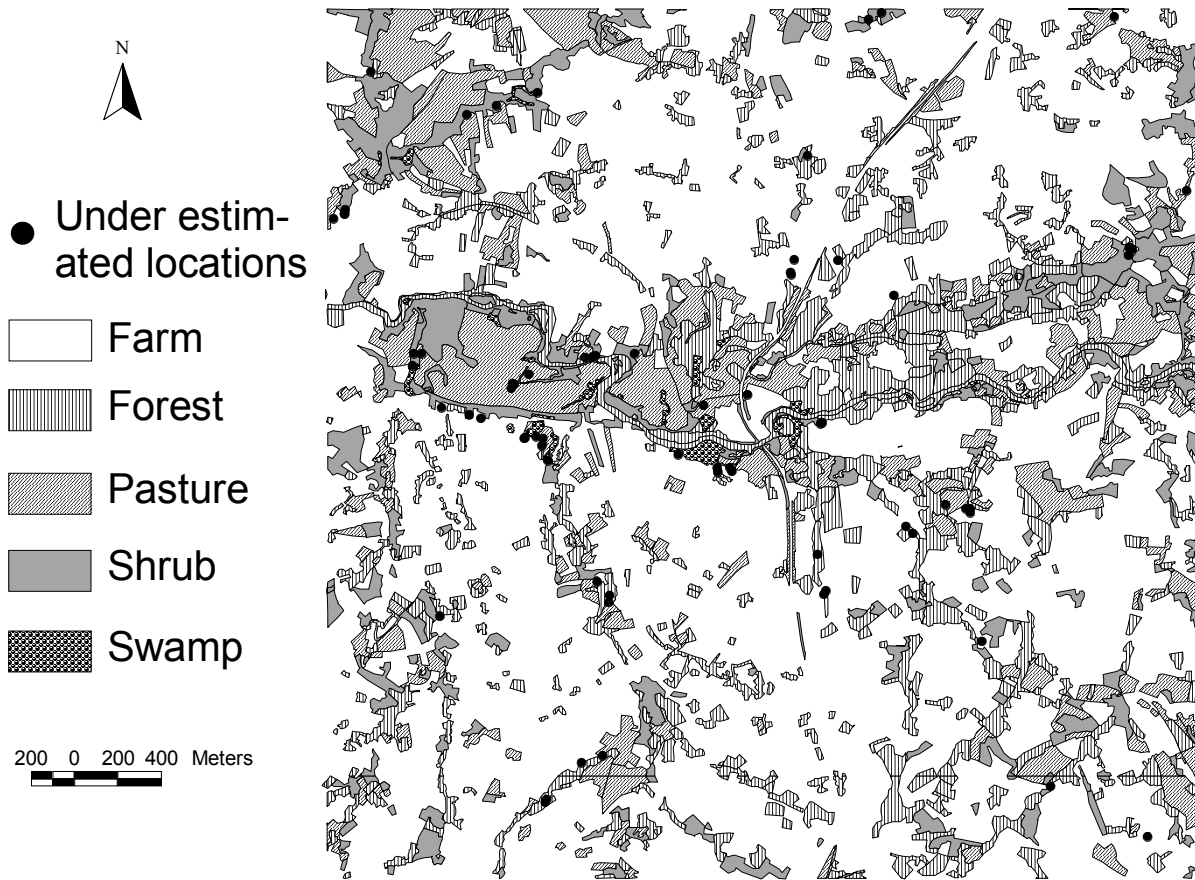 N
Under estim-
ated locations
Farm
Forest
Pasture
Shrub
Swamp
200 0 200 400 Meters